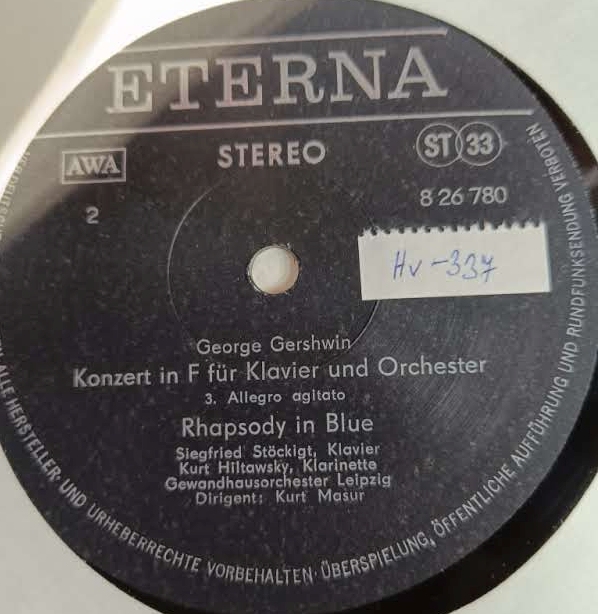 ETERNA
AWA
STEREO
ST 33
2
8 26 780
Hv-337
George Gershwin
Konzert in F für Klavier und Orchester
3. Allegro agitato
Rhapsody in Blue
Siegfried Stöckigt, Klavier
Kurt Hiltawsky, Klarinette
Gewandhausorchester Leipzig
Dirigent: Kurt Masur
ALLE HERSTELLER- UND URHEBERRECHTE VORBEHALTEN · ÜBERSPIELUNG, ÖFFENTLICHE AUFFÜHRUNG UND RUNDFUNKSENDUNG VERBOTEN